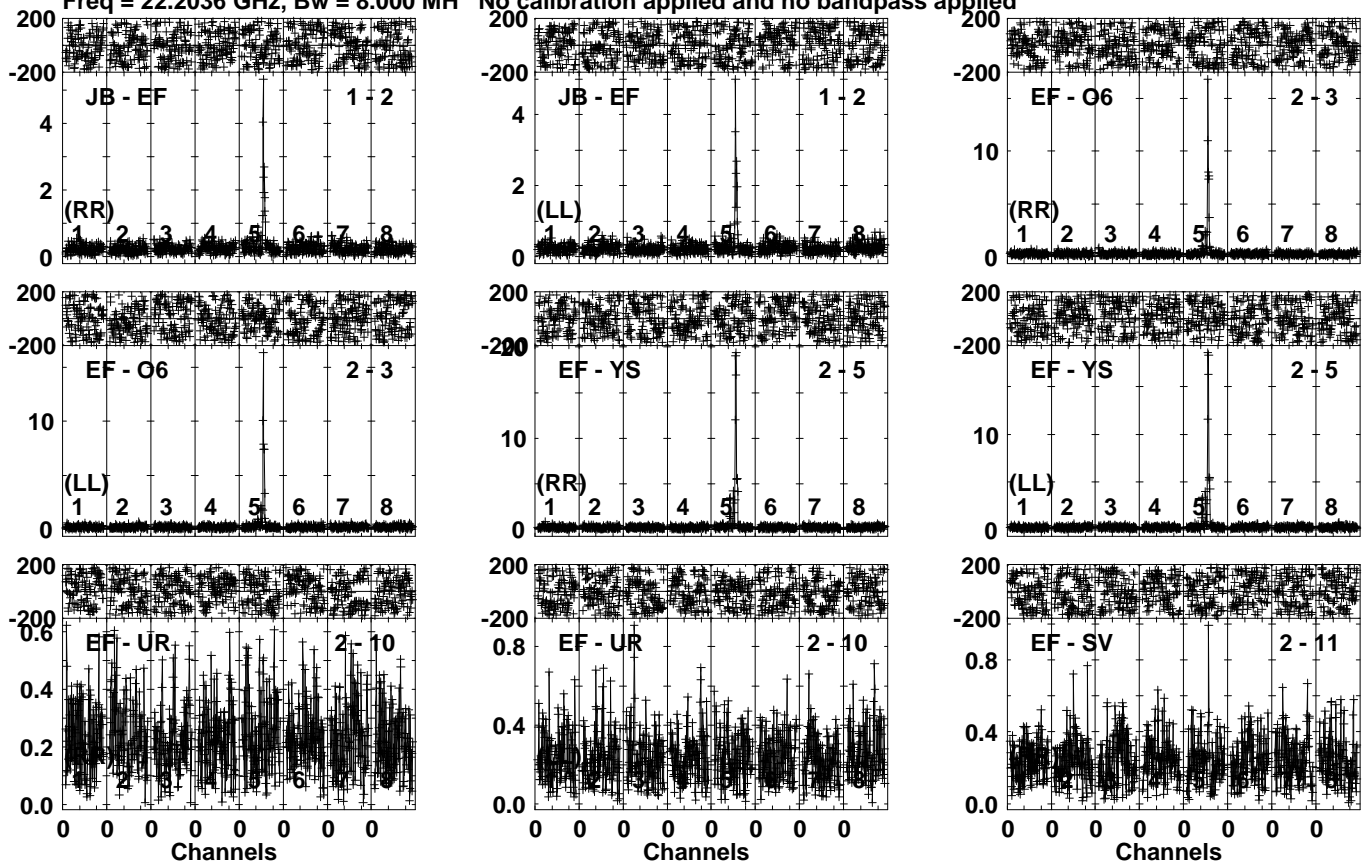 Freq = 22.2036 GHz, Bw = 8.000 MH No calibration applied and no bandpass applied
200 200 200
-200 -200 -200
JB - EF 1 - 2 JB - EF 1 - 2 EF - O6 2 - 3
4 4 10
2 2
(RR) (LL) (RR)
1 2 3 4 5 6 7 8 1 2 3 4 5 6 7 8 1 2 3 4 5 6 7 8
0 0 0
200 200 200
-200 -200 -200
20
EF - O6 2 - 3 EF - YS 2 - 5 EF - YS 2 - 5
10 10 10
(LL) (RR) (LL)
1 2 3 4 5 6 7 8 1 2 3 4 5 6 7 8 1 2 3 4 5 6 7 8
0 0 0
200 200 200
-200 -200 -200
0.6 EF - UR 2 - 10 0.8 EF - UR 2 - 10 0.8 EF - SV 2 - 11
0.4 0.4 0.4
0.2
2 3 4 5 6 7 8
0.0 0.0 0.0
0 0 0 0 0 0 0 0 0 0 0 0 0 0 0 0 0 0 0 0 0 0 0 0
Channels Channels Channels